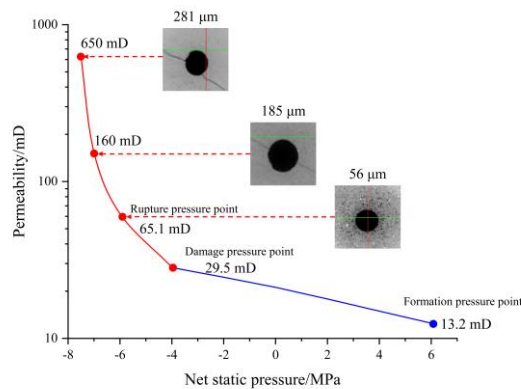 281 μm
1000
650 mD
185 μm
160 mD
100
56 μm
Rupture pressure point
65.1 mD
Damage pressure point
29.5 mD
Formation pressure point
13.2 mD
10
-8 -6 -4 -2 0 2 4 6 8
Net static pressure/MPa
Permeability/mD